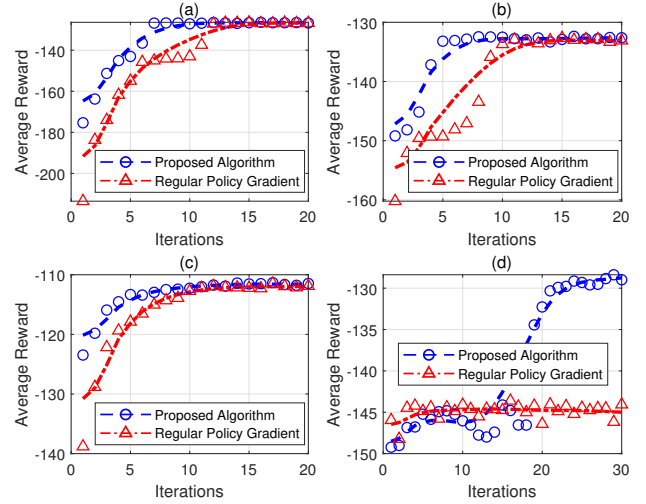 (a)
Average Reward
-140
-160
-180
-200
0
5
10
15
20
Iterations
Proposed Algorithm
Regular Policy Gradient
(b)
Average Reward
-130
-140
-150
-160
0
5
10
15
20
Iterations
Proposed Algorithm
Regular Policy Gradient
(c)
Average Reward
-110
-120
-130
-140
0
5
10
15
20
Iterations
Proposed Algorithm
Regular Policy Gradient
(d)
Average Reward
-130
-135
-140
-145
-150
0
10
20
30
Iterations
Proposed Algorithm
Regular Policy Gradient